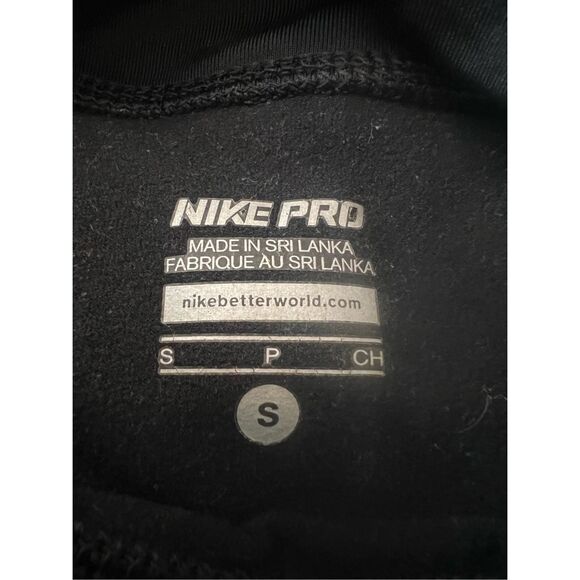 NIKE PRO
MADE IN SRI LANKA
FABRIQUE AU SRI LANKA
nikebetterworld.com
S P CH
S